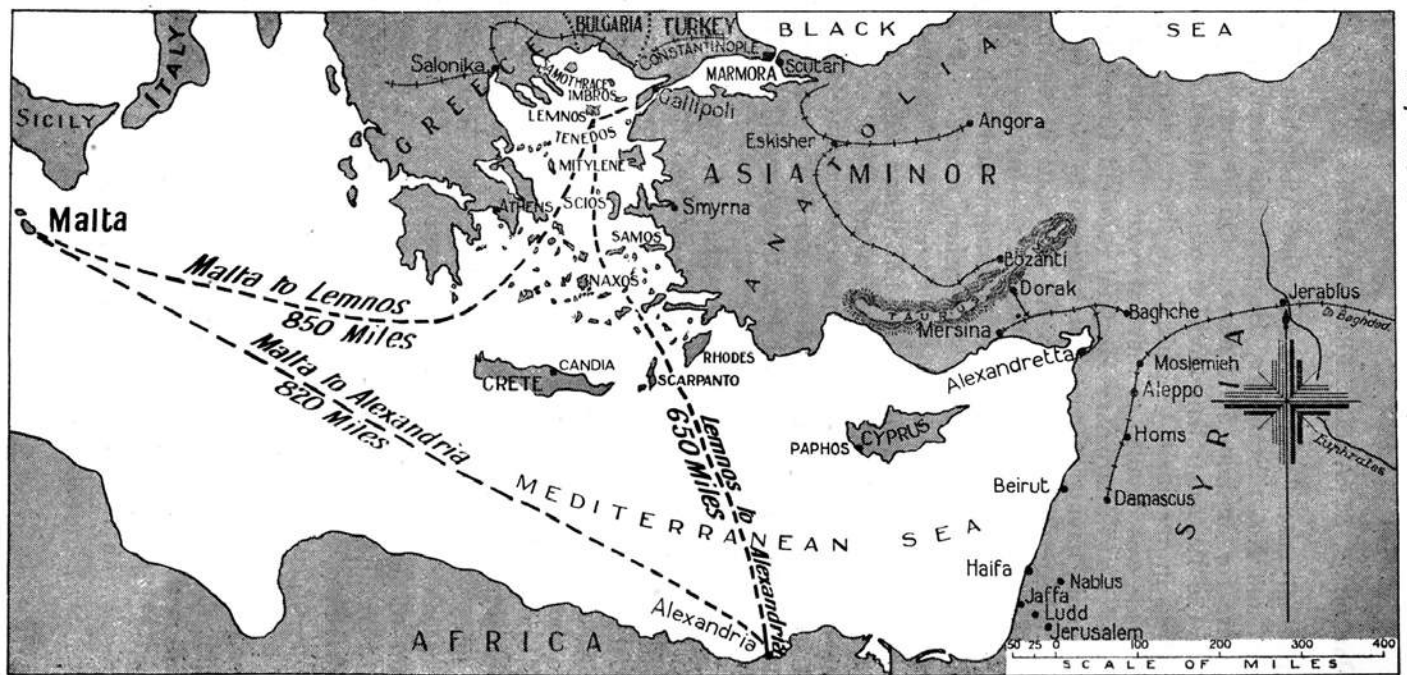 BULGARIA
TURKEY
BLACK SEA
ITALY
SICILY
GREECE
Salonika
SAMOTHRACE
IMBROS
LEMNOS
TENEDOS
MITYLENE
SCIOS
ATHENS
SAMOS
NAXOS
CONSTANTINOPLE
Scutari
MARMORA
Gallipoli
ANATOLIA
Eskisher
Angora
ASIA MINOR
Smyrna
Malta
Malta to Lemnos
850 Miles
Malta to Alexandria
820 Miles
Bozanti
Dorak
TAURUS
Mersina
Baghche
Jerablus
To Baghdad
Alexandretta
Moslemieh
Aleppo
Homs
Damascus
SYRIA
Euphrates
RHODES
CANDIA
CRETE
SCARPANTO
Lemnos to Alexandria
650 Miles
PAPHOS
CYPRUS
MEDITERRANEAN SEA
Beirut
Haifa
Nablus
Jaffa
Ludd
Jerusalem
Alexandria
AFRICA
50 25 0 100 200 300 400
SCALE OF MILES